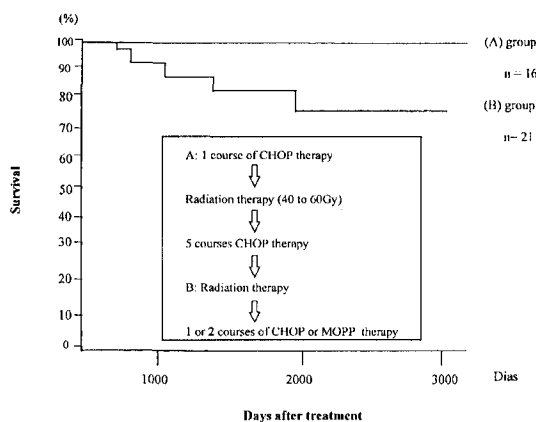 (%)
100
90
80
70
60
50
40
30
20
10
0
Survival
(A) group
n = 16
(B) group
n= 21
A: 1 course of CHOP therapy
Radiation therapy (40 to 60Gy)
5 courses CHOP therapy
B: Radiation therapy
1 or 2 courses of CHOP or MOPP therapy
1000
2000
3000
Dias
Days after treatment